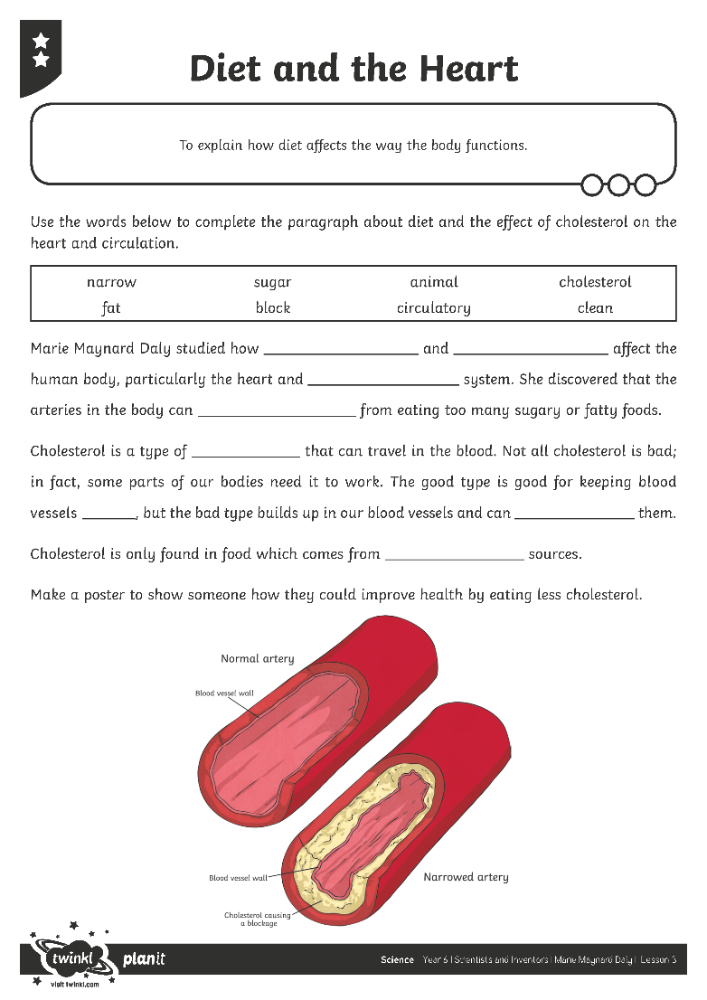 Diet and the Heart
To explain how diet affects the way the body functions.
Use the words below to complete the paragraph about diet and the effect of cholesterol on the
heart and circulation.
narrow sugar animal cholesterol
fat block circulatory clean
Marie Maynard Daly studied how ____________________ and ____________________ affect the
human body, particularly the heart and ____________________ system. She discovered that the
arteries in the body can ____________________ from eating too many sugary or fatty foods.
Cholesterol is a type of ______________ that can travel in the blood. Not all cholesterol is bad;
in fact, some parts of our bodies need it to work. The good type is good for keeping blood
vessels _______, but the bad type builds up in our blood vessels and can ________________ them.
Cholesterol is only found in food which comes from __________________ sources.
Make a poster to show someone how they could improve health by eating less cholesterol.
Normal artery
Blood vessel wall
Blood vessel wall
Narrowed artery
Cholesterol causing
a blockage
twinkl planit
visit twinkl.com
Science Year 6 | Scientists and Inventors | Marie Maynard Daly | Lesson 3